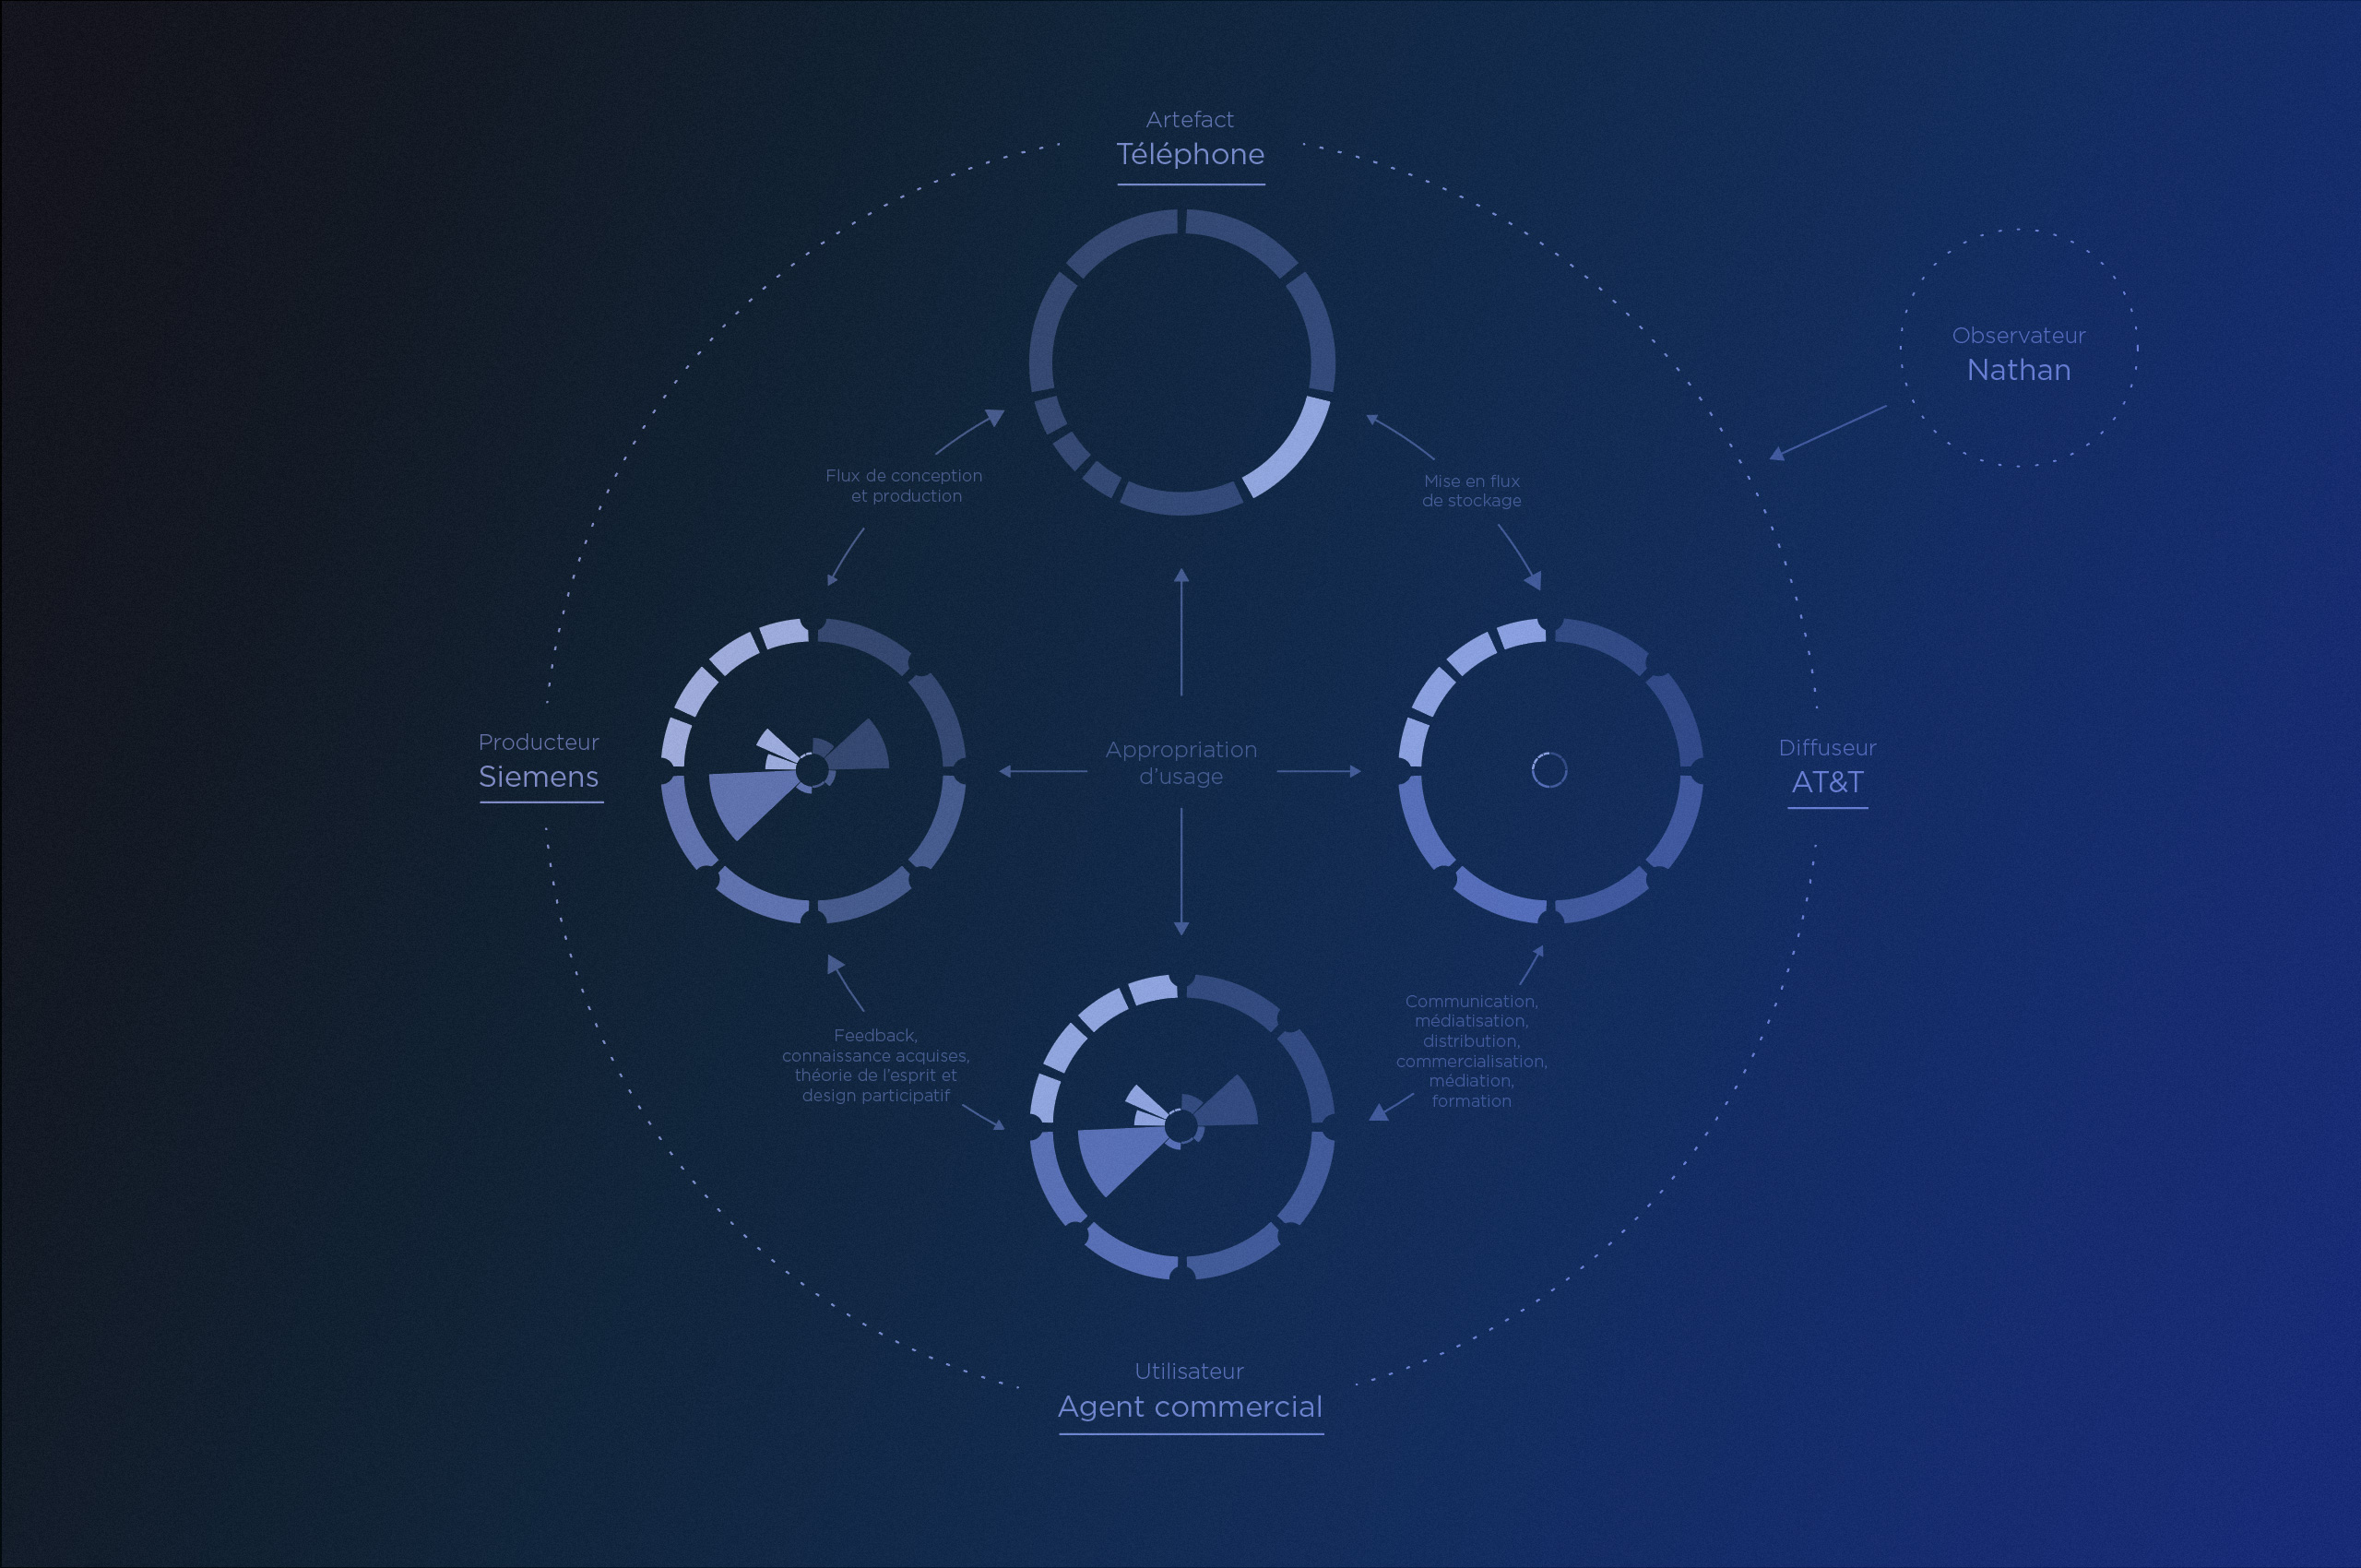 Artefact
Téléphone
Observateur
Nathan
Flux de conception
et production
Mise en flux
de stockage
Producteur
Siemens
Appropriation
d'usage
Diffuseur
AT&T
Feedback,
connaissance acquises,
théorie de l'esprit et
design participatif
Communication,
médiatisation,
distribution,
commercialisation,
médiation,
formation
Utilisateur
Agent commercial